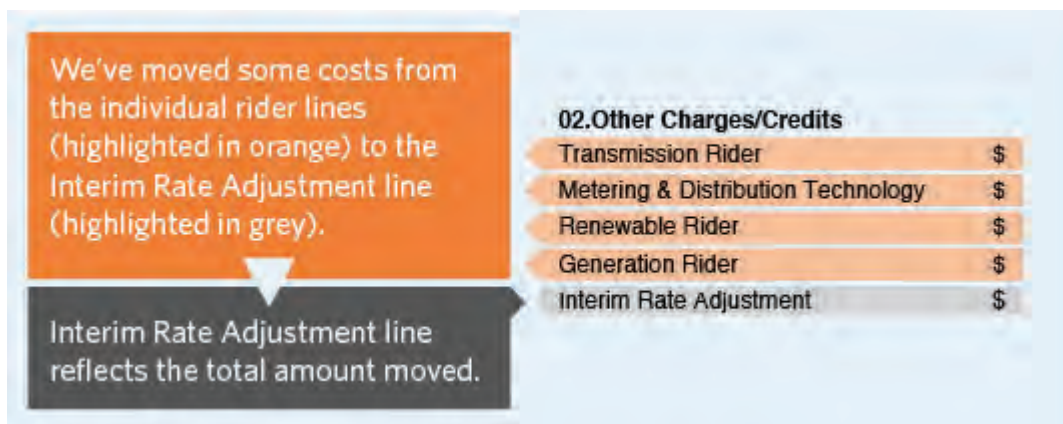 We've moved some costs from
the individual rider lines
(highlighted in orange) to the
Interim Rate Adjustment line
(highlighted in grey).
Interim Rate Adjustment line
reflects the total amount moved.
02.Other Charges/Credits
Transmission Rider $
Metering & Distribution Technology $
Renewable Rider $
Generation Rider $
Interim Rate Adjustment $